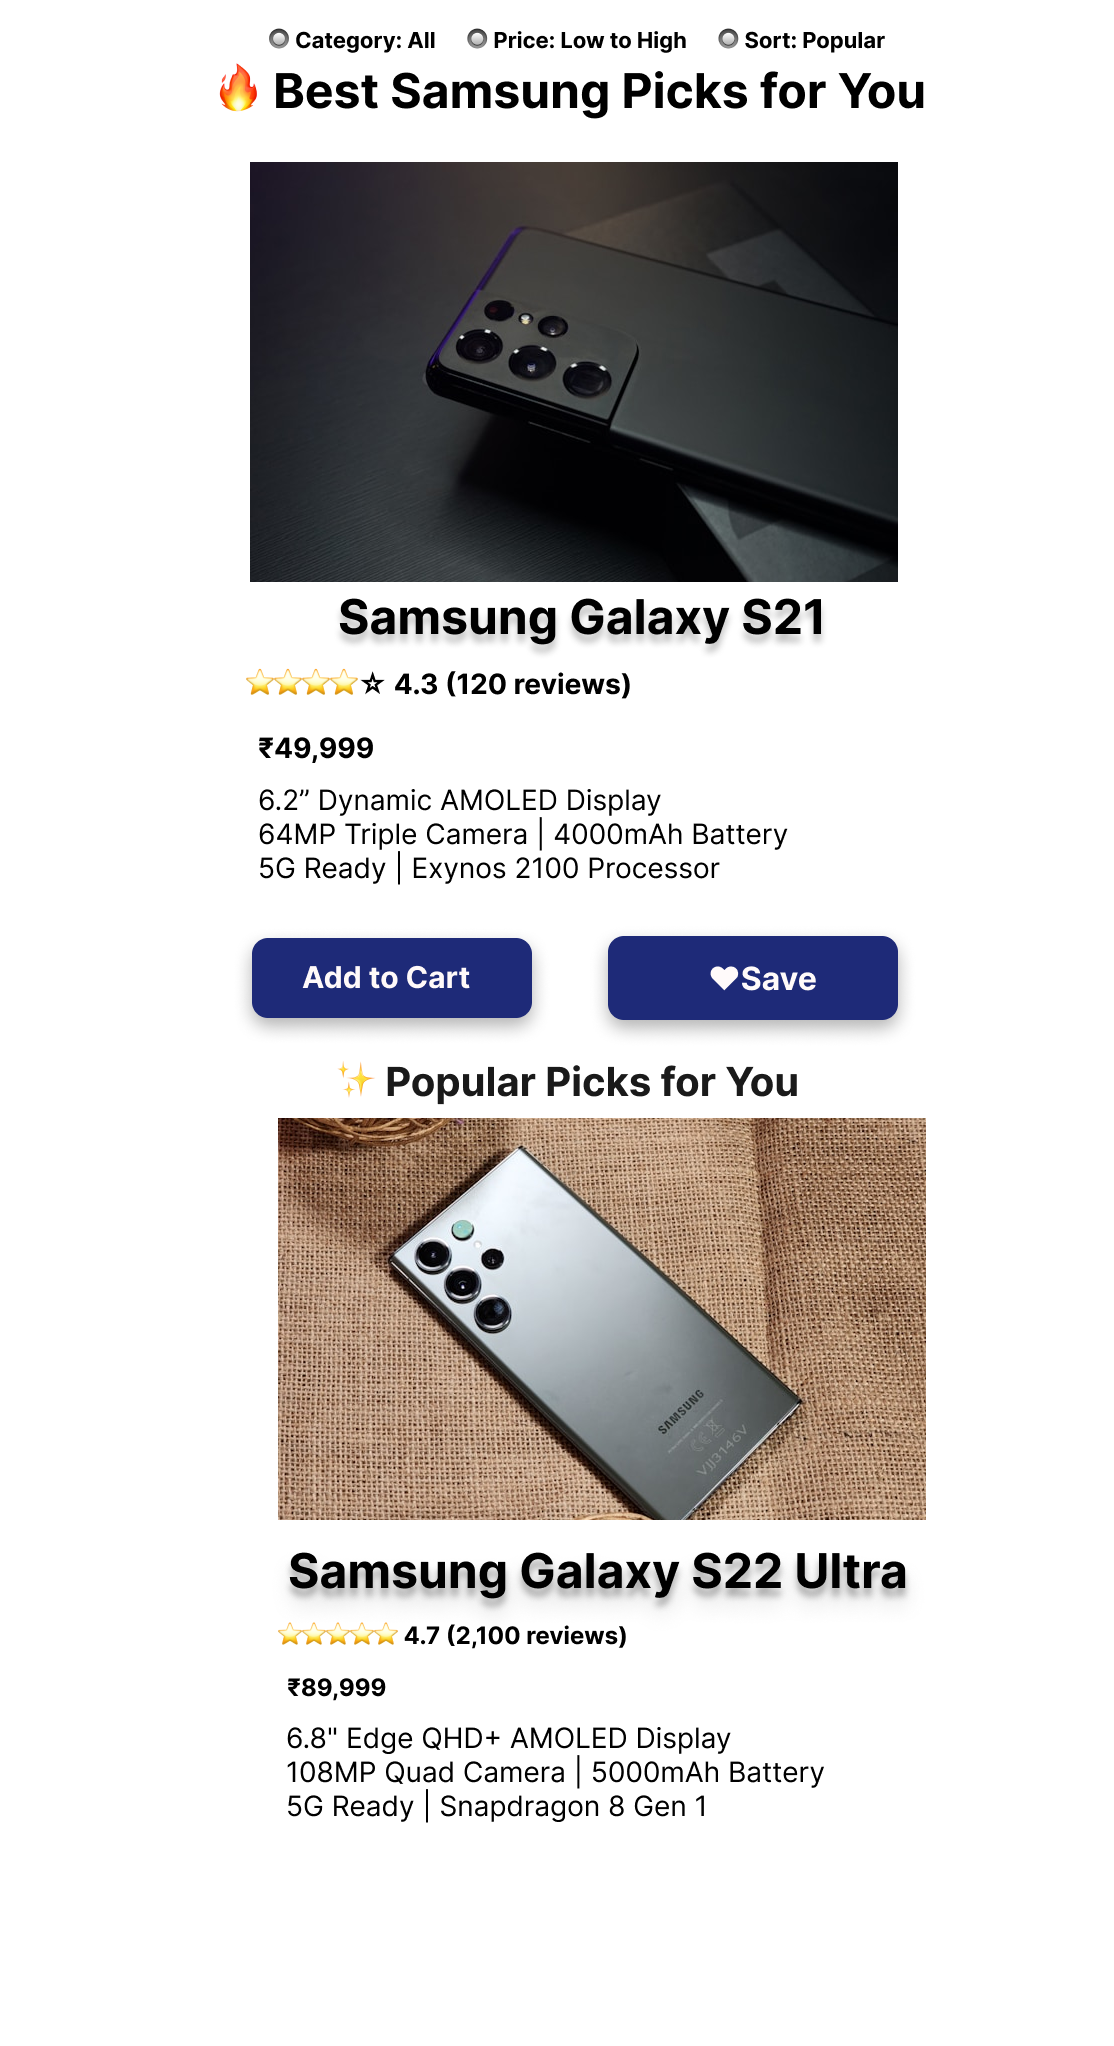 🔘 Category: All 🔘 Price: Low to High 🔘 Sort: Popular
🔥 Best Samsung Picks for You
Samsung Galaxy S21
⭐⭐⭐⭐☆ 4.3 (120 reviews)
₹49,999
6.2” Dynamic AMOLED Display
64MP Triple Camera | 4000mAh Battery
5G Ready | Exynos 2100 Processor
Add to Cart
♥Save
✨ Popular Picks for You
SAMSUNG
VJJ3146V
Samsung Galaxy S22 Ultra
⭐⭐⭐⭐⭐ 4.7 (2,100 reviews)
₹89,999
6.8" Edge QHD+ AMOLED Display
108MP Quad Camera | 5000mAh Battery
5G Ready | Snapdragon 8 Gen 1